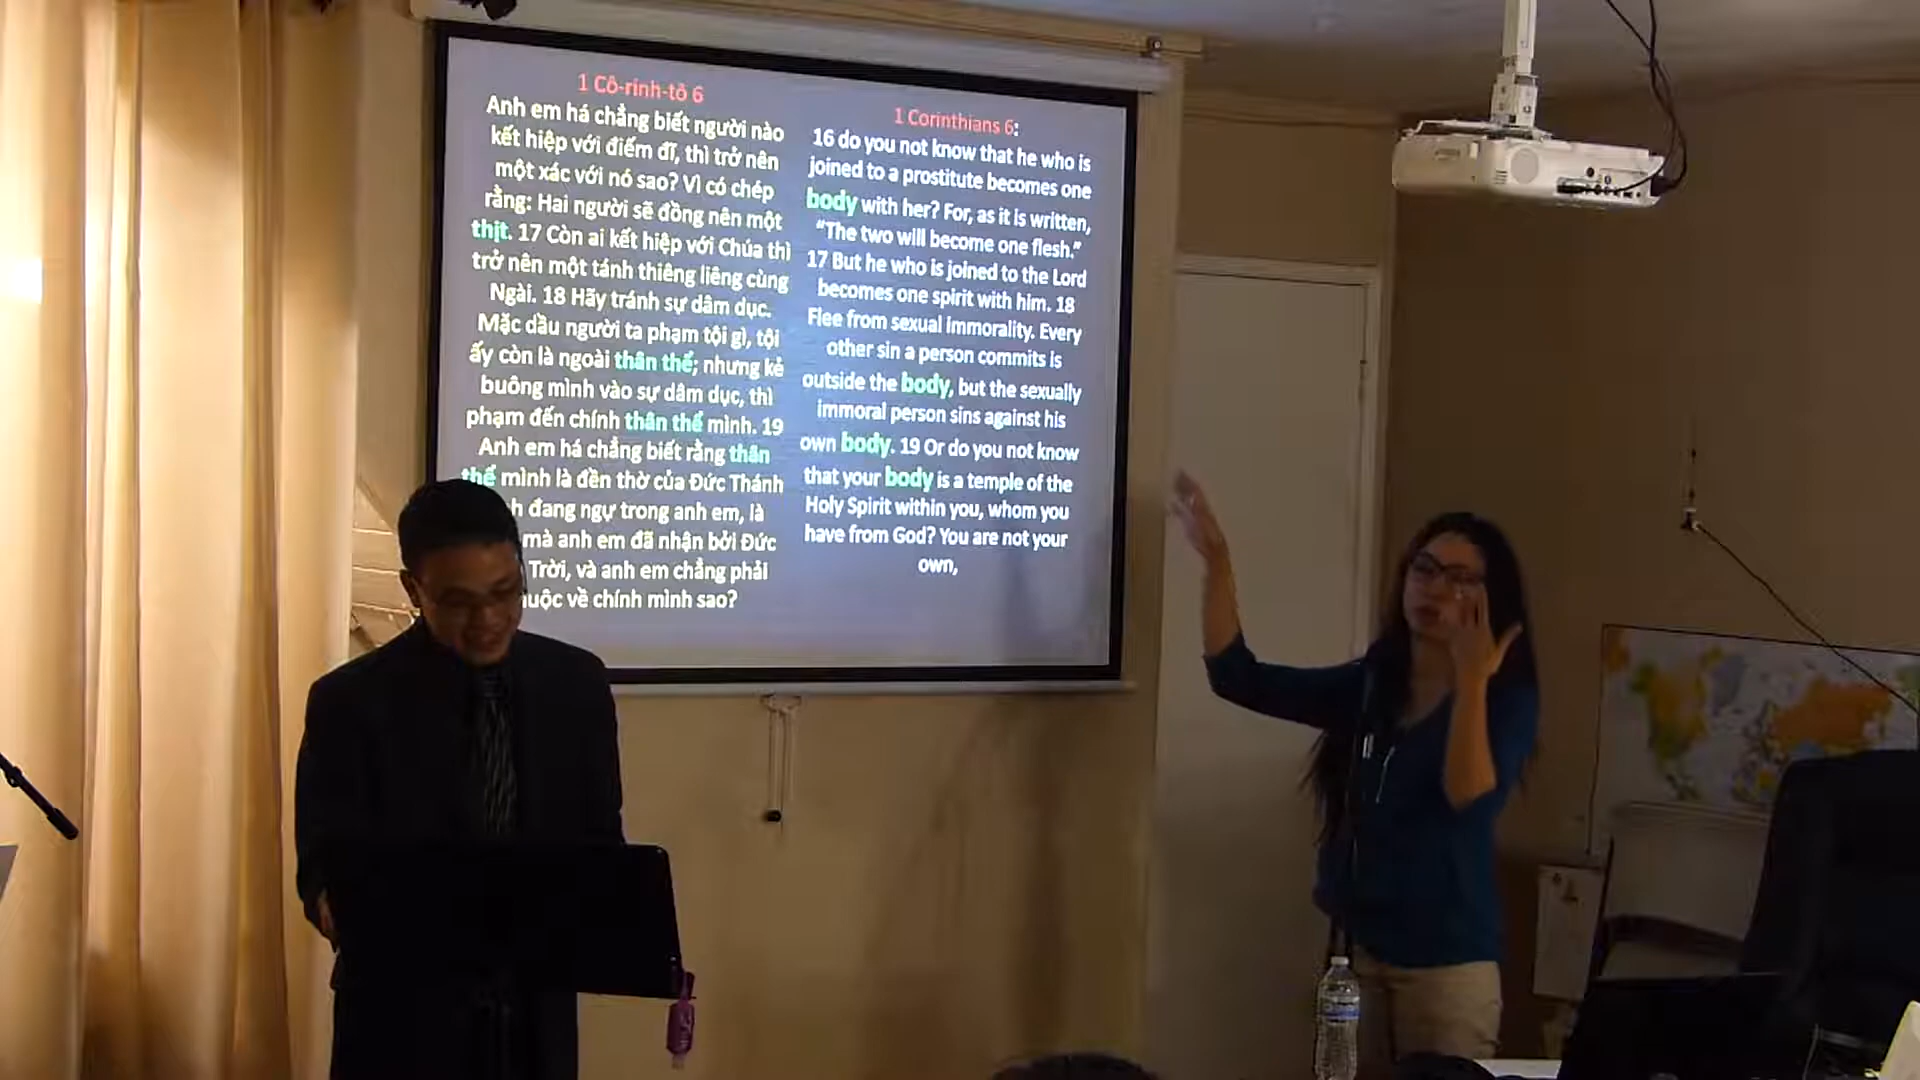 1 Cô-rinh-tô 6
Anh em há chẳng biết người nào
kết hiệp với điếm đĩ, thì trở nên
một xác với nó sao? Vì có chép
rằng: Hai người sẽ đồng nên một
thịt. 17 Còn ai kết hiệp với Chúa thì
trở nên một tánh thiêng liêng cùng
Ngài. 18 Hãy tránh sự dâm dục.
Mặc dầu người ta phạm tội gì, tội
ấy còn là ngoài thân thể; nhưng kẻ
buông mình vào sự dâm dục, thì
phạm đến chính thân thể mình. 19
Anh em há chẳng biết rằng thân
thể mình là đền thờ của Đức Thánh
đang ngự trong anh em, là
mà anh em đã nhận bởi Đức
Trời, và anh em chẳng phải
về chính mình sao?
1 Corinthians 6:
16 do you not know that he who is
joined to a prostitute becomes one
body with her? For, as it is written,
“The two will become one flesh.”
17 But he who is joined to the Lord
becomes one spirit with him. 18
Flee from sexual immorality. Every
other sin a person commits is
outside the body, but the sexually
immoral person sins against his
own body. 19 Or do you not know
that your body is a temple of the
Holy Spirit within you, whom you
have from God? You are not your
own,